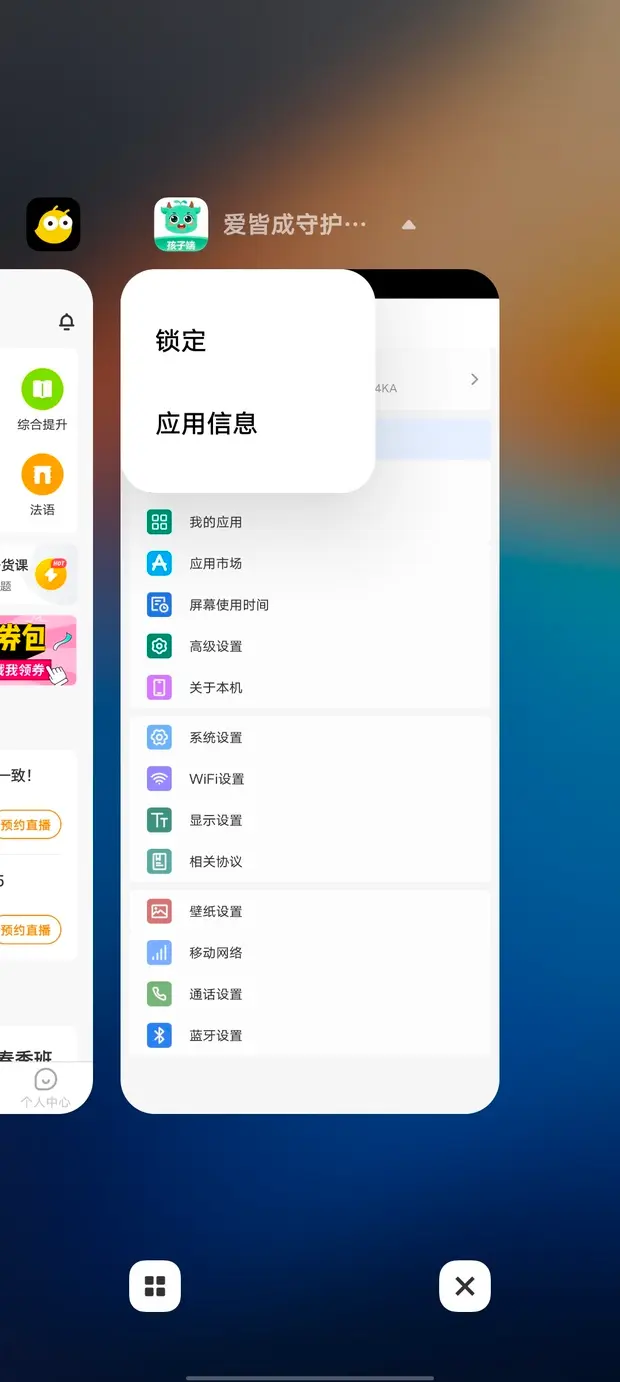 爱皆成守护…
孩子端
锁定
应用信息
4KA
综合提升
法语
货课
HOT
题
券包
戳我领券
一致！
预约直播
5
预约直播
春季班
个人中心
我的应用
应用市场
屏幕使用时间
高级设置
关于本机
系统设置
WiFi设置
显示设置
相关协议
壁纸设置
移动网络
通话设置
蓝牙设置